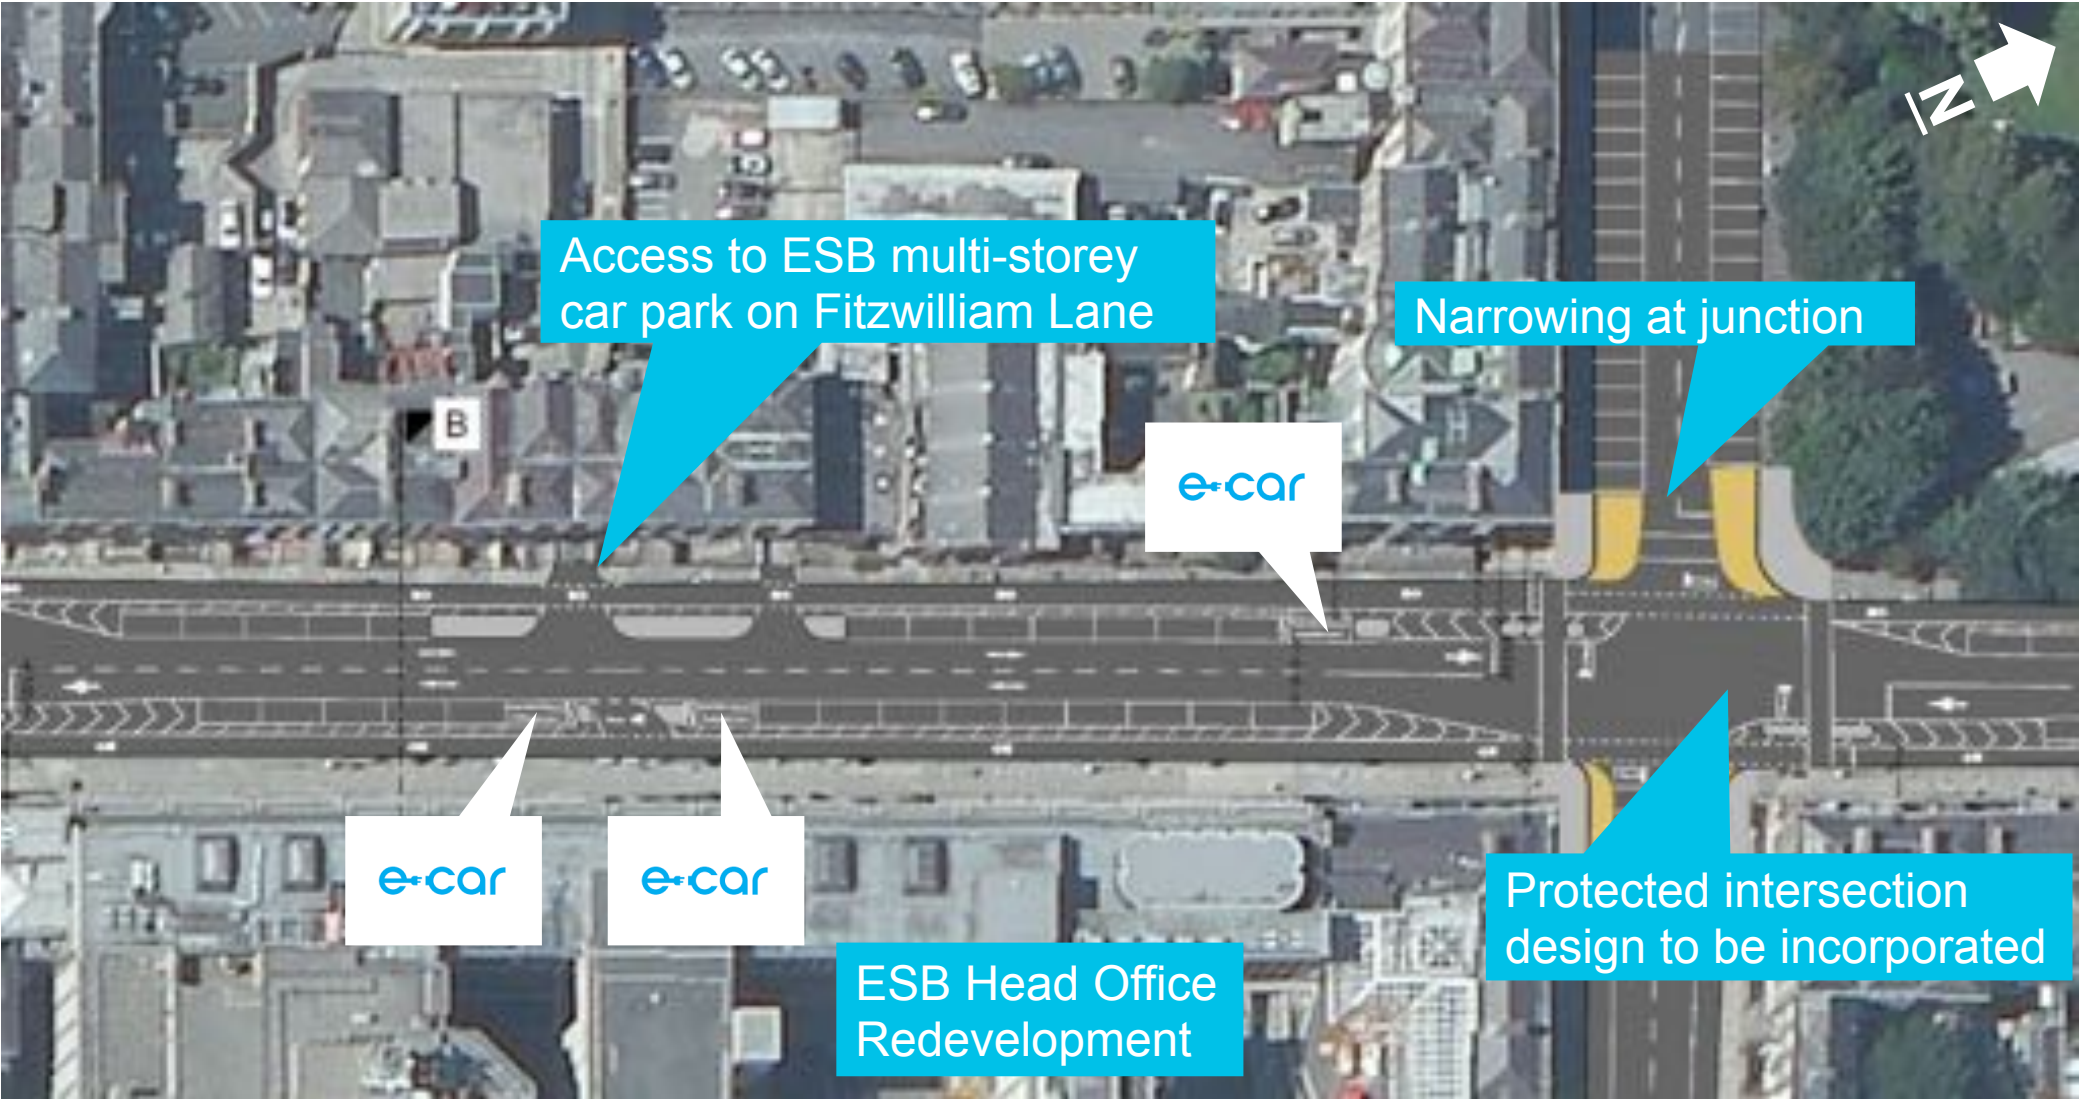 N
Access to ESB multi-storey
car park on Fitzwilliam Lane
Narrowing at junction
B
e-car
e-car
e-car
Protected intersection
design to be incorporated
ESB Head Office
Redevelopment